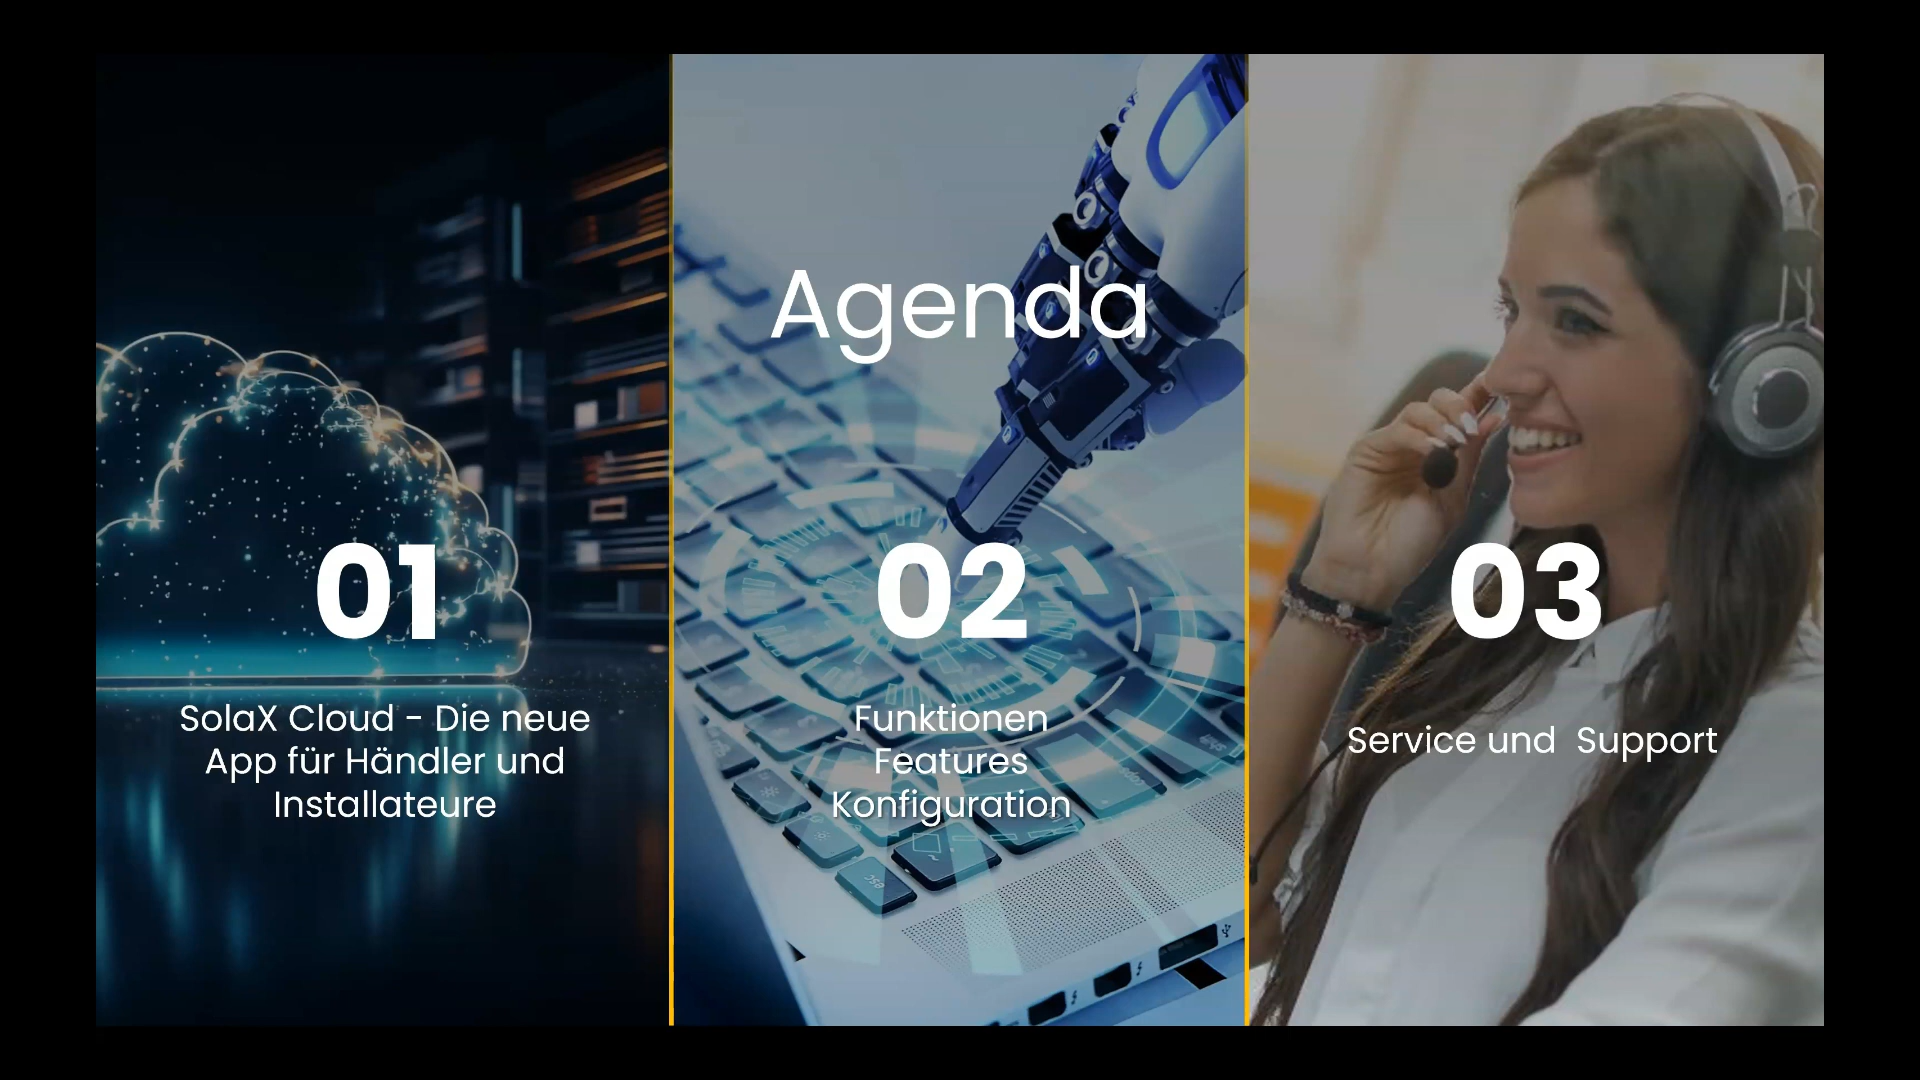 Agenda
01
SolaX Cloud - Die neue
App für Händler und
Installateure
02
Funktionen
Features
Konfiguration
03
Service und  Support
esc